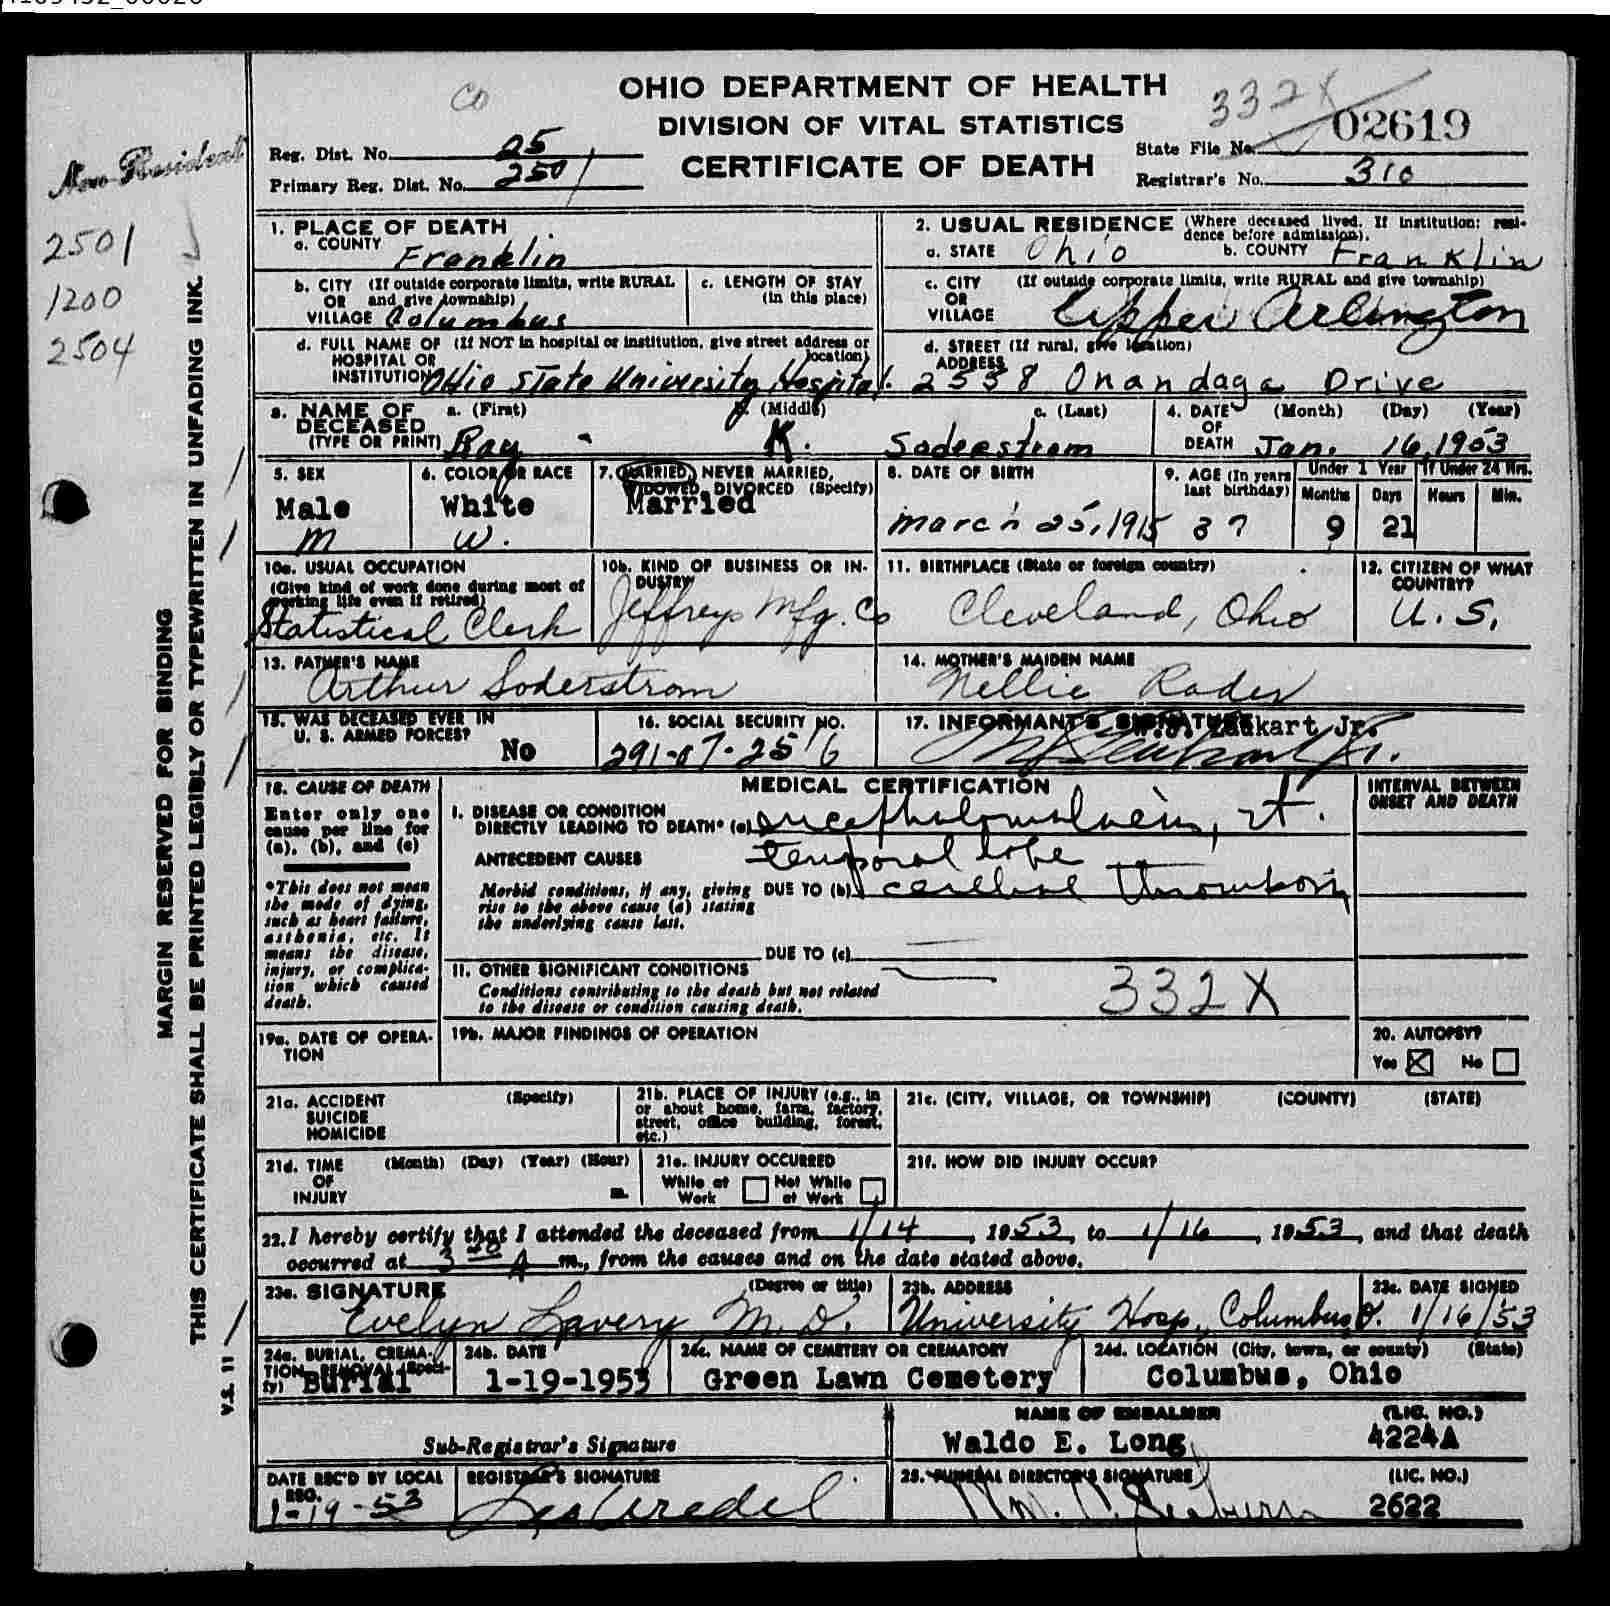 OHIO DEPARTMENT OF HEALTH
DIVISION OF VITAL STATISTICS
CERTIFICATE OF DEATH
Co
332X
Reg. Dist. No. 25
Primary Reg. Dist. No. 2501
State File No. 02619
Registrar's No. 310
Non Resident
2501
1200
2504
MARGIN RESERVED FOR BINDING
THIS CERTIFICATE SHALL BE PRINTED LEGIBLY OR TYPEWRITTEN IN UNFADING INK.
V.S. 11
1. PLACE OF DEATH
a. COUNTY Franklin
b. CITY (If outside corporate limits, write RURAL
OR and give township)
VILLAGE Columbus
c. LENGTH OF STAY
(in this place)
d. FULL NAME OF (If NOT in hospital or institution, give street address or
HOSPITAL OR location)
INSTITUTION Ohio State University Hospital.
2. USUAL RESIDENCE (Where deceased lived. If institution: resi-
dence before admission).
a. STATE Ohio b. COUNTY Franklin
c. CITY (If outside corporate limits, write RURAL and give township)
OR
VILLAGE Upper Arlington
d. STREET (If rural, give location)
ADDRESS
2558 Onandaga Drive
3. NAME OF a. (First) b. (Middle) c. (Last)
DECEASED
(TYPE OR PRINT) Ray K. Soderstrom
4. DATE (Month) (Day) (Year)
OF
DEATH Jan. 16, 1953
5. SEX
Male
M
6. COLOR OR RACE
White
W.
7. MARRIED, NEVER MARRIED,
WIDOWED, DIVORCED (Specify)
Married
8. DATE OF BIRTH
March 25, 1915
9. AGE (In years
last birthday)
37
Under 1 Year
Months Days
9 21
If Under 24 Hrs.
Hours Min.
10a. USUAL OCCUPATION
(Give kind of work done during most of
working life even if retired)
Statistical Clerk
10b. KIND OF BUSINESS OR IN-
DUSTRY
Jeffreys Mfg. Co
11. BIRTHPLACE (State or foreign country)
Cleveland, Ohio
12. CITIZEN OF WHAT
COUNTRY?
U. S.
13. FATHER'S NAME
Arthur Soderstrom
14. MOTHER'S MAIDEN NAME
Nellie Rader
15. WAS DECEASED EVER IN
U. S. ARMED FORCES?
No
16. SOCIAL SECURITY NO.
291-07-2516
17. INFORMANT'S SIGNATURE
Laukart Jr.
18. CAUSE OF DEATH
Enter only one
cause per line for
(a), (b), and (c)
*This does not mean
the mode of dying,
such as heart failure,
asthenia, etc. It
means the disease,
injury, or complica-
tion which caused
death.
MEDICAL CERTIFICATION
INTERVAL BETWEEN
ONSET AND DEATH
I. DISEASE OR CONDITION
DIRECTLY LEADING TO DEATH* (a) encephalomalacia, rt.
temporal lobe
ANTECEDENT CAUSES
Morbid conditions, if any, giving
rise to the above cause (a) stating
the underlying cause last.
DUE TO (b) cerebral thrombosis
DUE TO (c)
11. OTHER SIGNIFICANT CONDITIONS
Conditions contributing to the death but not related
to the disease or condition causing death.
332X
19a. DATE OF OPERA-
TION
19b. MAJOR FINDINGS OF OPERATION
20. AUTOPSY?
Yes No
21a. ACCIDENT (Specify)
SUICIDE
HOMICIDE
21b. PLACE OF INJURY (e.g., in
or about home, farm, factory,
street, office building, forest,
etc.)
21c. (CITY, VILLAGE, OR TOWNSHIP) (COUNTY) (STATE)
21d. TIME (Month) (Day) (Year) (Hour)
OF
INJURY m.
21e. INJURY OCCURRED
While at Work
Not While at Work
21f. HOW DID INJURY OCCUR?
22. I hereby certify that I attended the deceased from 1/14, 1953, to 1/16, 1953, and that death
occurred at 3 40 A m., from the causes and on the date stated above.
23a. SIGNATURE (Degree or title)
Evelyn Lavery M. D.
23b. ADDRESS
University Hosp, Columbus O.
23c. DATE SIGNED
1/16/53
24a. BURIAL, CREMA-
TION, REMOVAL (Speci-
fy) Burial
24b. DATE
1-19-1953
24c. NAME OF CEMETERY OR CREMATORY
Green Lawn Cemetery
24d. LOCATION (City, town, or county) (State)
Columbus, Ohio
Sub-Registrar's Signature
NAME OF EMBALMER (LIC. NO.)
Waldo E. Long 4224A
DATE REC'D BY LOCAL
REG.
1-19-53
REGISTRAR'S SIGNATURE
25. FUNERAL DIRECTOR'S SIGNATURE (LIC. NO.)
2622